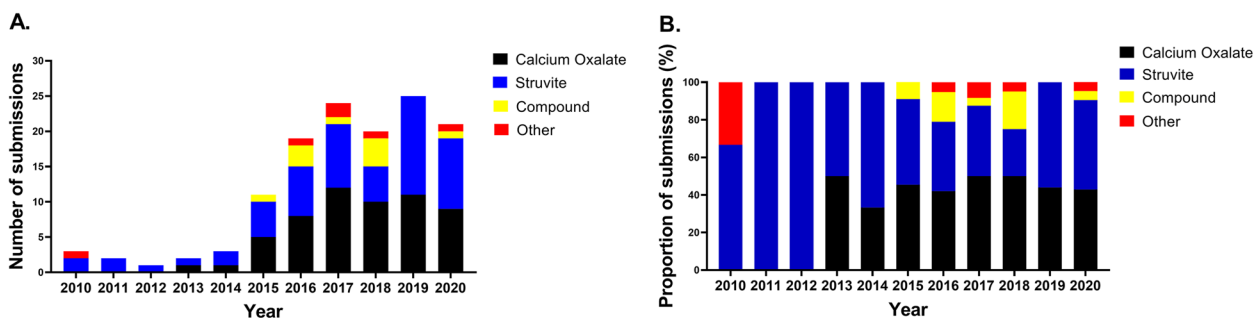 A.
Number of submissions
30
25
20
15
10
5
0
2010 2011 2012 2013 2014 2015 2016 2017 2018 2019 2020
Year
Calcium Oxalate
Struvite
Compound
Other
B.
Proportion of submissions (%)
100
80
60
40
20
0
2010 2011 2012 2013 2014 2015 2016 2017 2018 2019 2020
Year
Calcium Oxalate
Struvite
Compound
Other